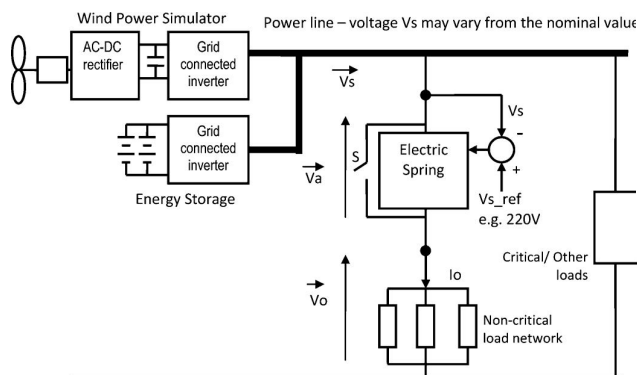 Wind Power Simulator
Power line – voltage Vs may vary from the nominal value
AC-DC
rectifier
Grid
connected
inverter
Vs
Vs
-
Grid
connected
inverter
S
Electric
Spring
Va
+
Energy Storage
Vs_ref
e.g. 220V
Critical/ Other
loads
Io
Vo
Non-critical
load network